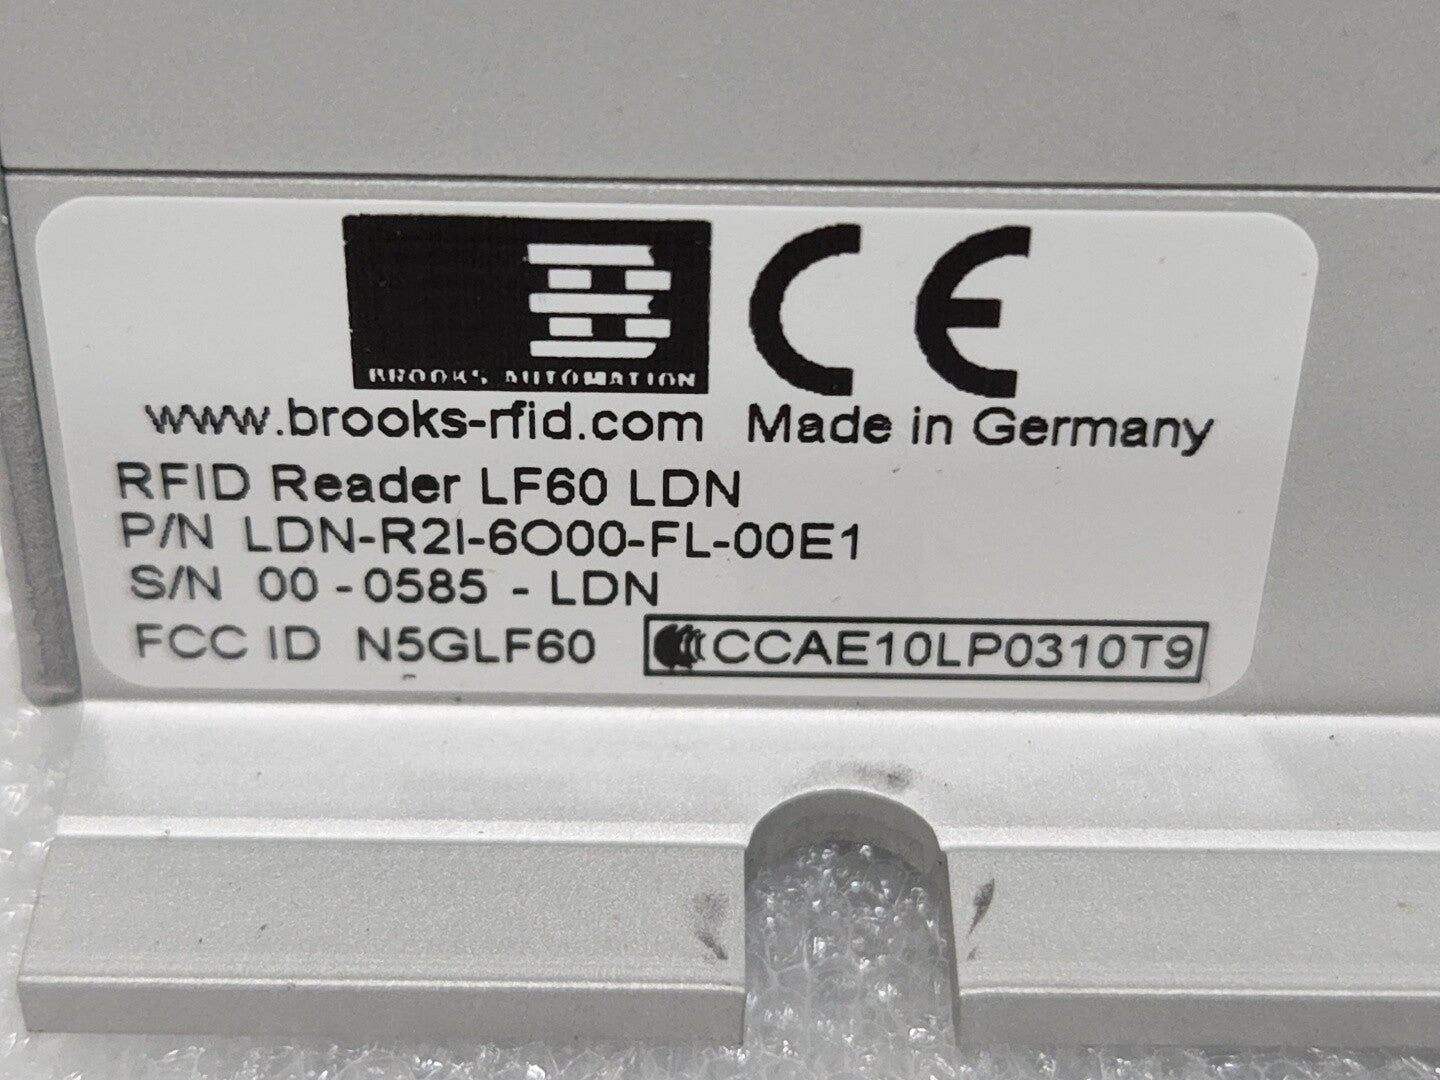 BROOKS AUTOMATION
CE
www.brooks-rfid.com Made in Germany
RFID Reader LF60 LDN
P/N LDN-R2I-6O00-FL-00E1
S/N 00 - 0585 - LDN
FCC ID N5GLF60 CCAE10LP0310T9